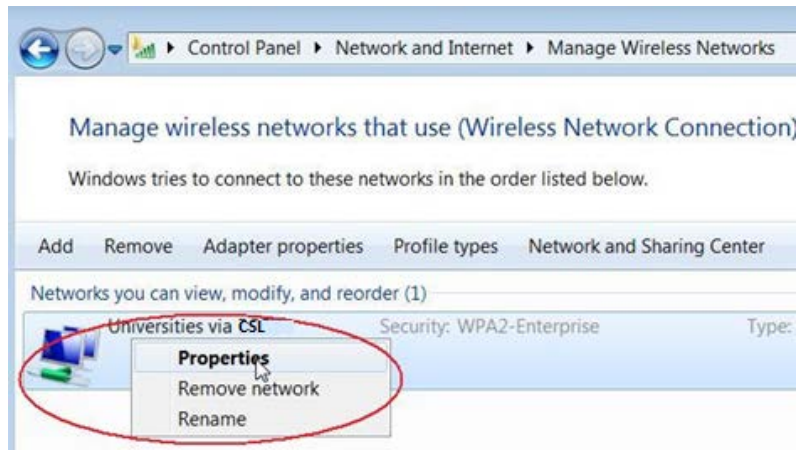 Control Panel ▸ Network and Internet ▸ Manage Wireless Networks
Manage wireless networks that use (Wireless Network Connection)
Windows tries to connect to these networks in the order listed below.
Add Remove Adapter properties Profile types Network and Sharing Center
Networks you can view, modify, and reorder (1)
Universities via CSL Security: WPA2-Enterprise Type:
Properties
Remove network
Rename